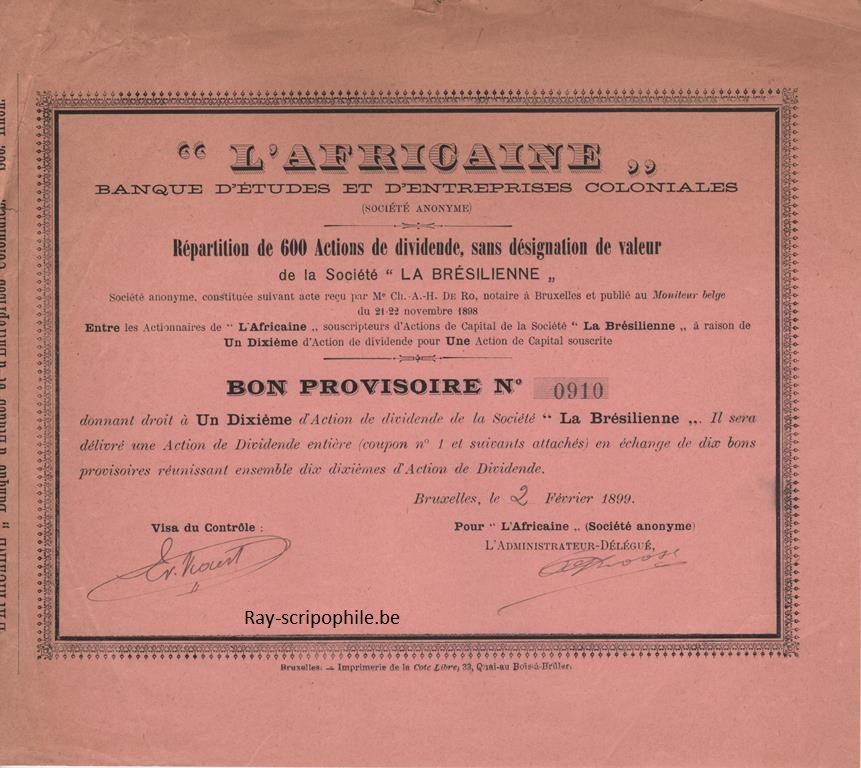 “ L'AFRICAINE „
BANQUE D'ÉTUDES ET D'ENTREPRISES COLONIALES
(SOCIÉTÉ ANONYME)
Répartition de 600 Actions de dividende, sans désignation de valeur
de la Société “ LA BRÉSILIENNE „
Société anonyme, constituée suivant acte reçu par Me Ch.-A.-H. De Ro, notaire à Bruxelles et publié au Moniteur belge
du 21-22 novembre 1898
Entre les Actionnaires de “ L'Africaine „ souscripteurs d'Actions de Capital de la Société “ La Brésilienne „ à raison de
Un Dixième d'Action de dividende pour Une Action de Capital souscrite
BON PROVISOIRE No 0910
donnant droit à Un Dixième d'Action de dividende de la Société “ La Brésilienne „. Il sera
délivré une Action de Dividende entière (coupon no 1 et suivants attachés) en échange de dix bons
provisoires réunissant ensemble dix dixièmes d'Action de Dividende.
Bruxelles, le 2 Février 1899.
Visa du Contrôle :
Pour “ L'Africaine „ (Société anonyme)
L'ADMINISTRATEUR-DÉLÉGUÉ,
Ray-scripophile.be
Bruxelles. — Imprimerie de la Cote Libre, 33, Quai-au Bois-à-Brûler.